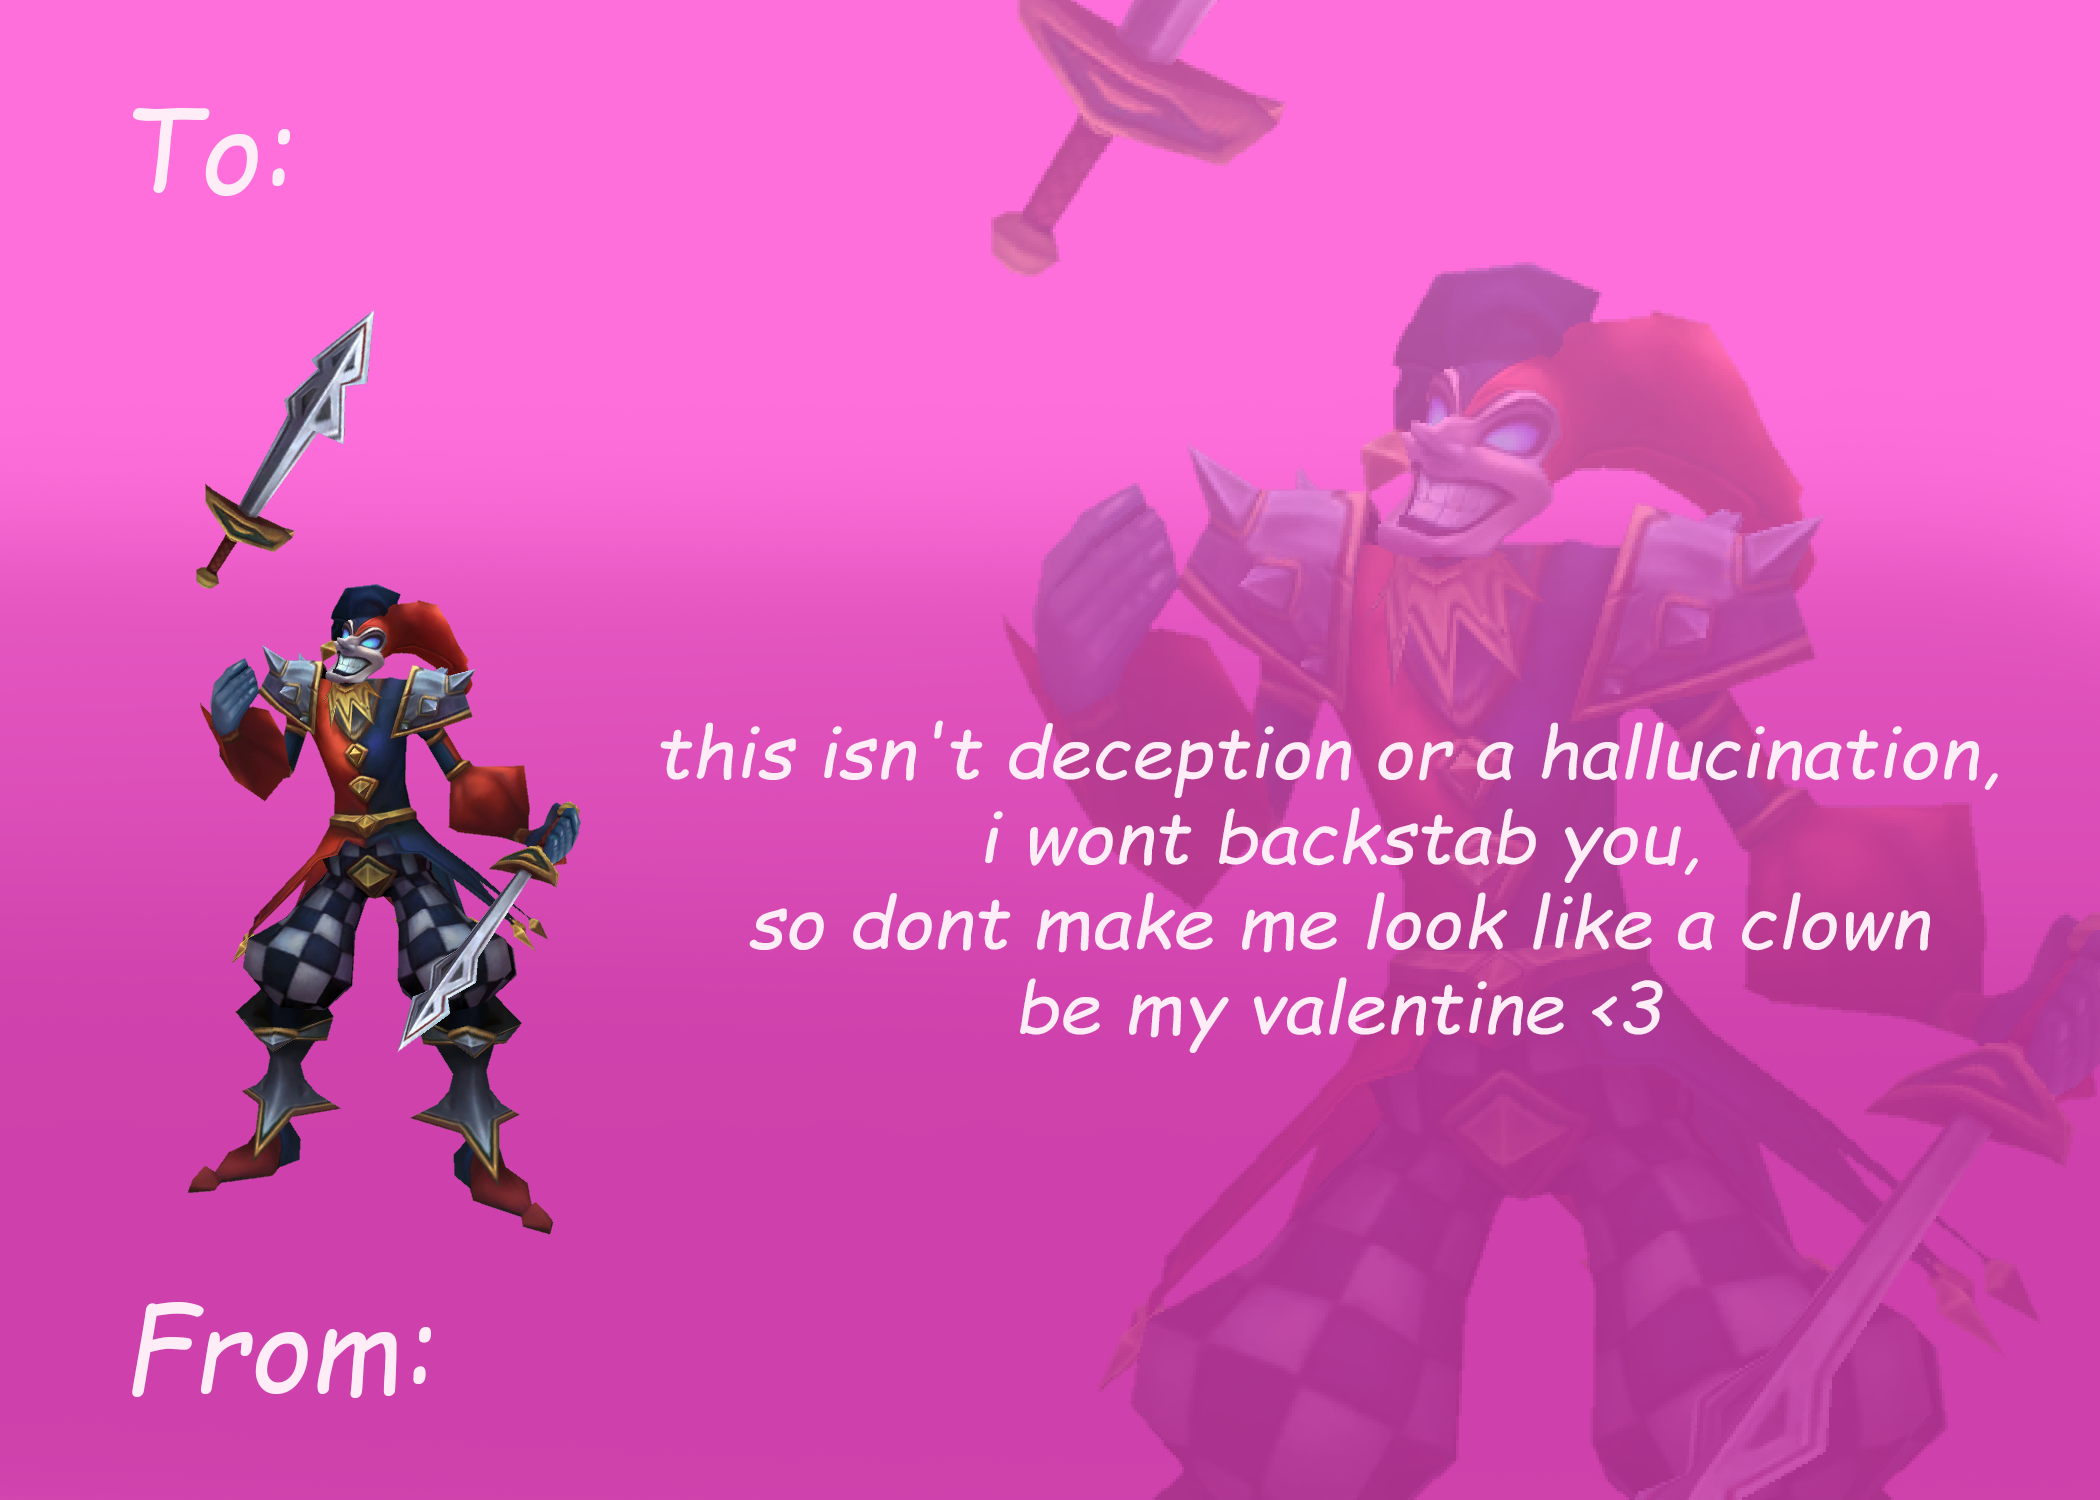 To:
this isn't deception or a hallucination,
i wont backstab you,
so dont make me look like a clown
be my valentine <3
From: